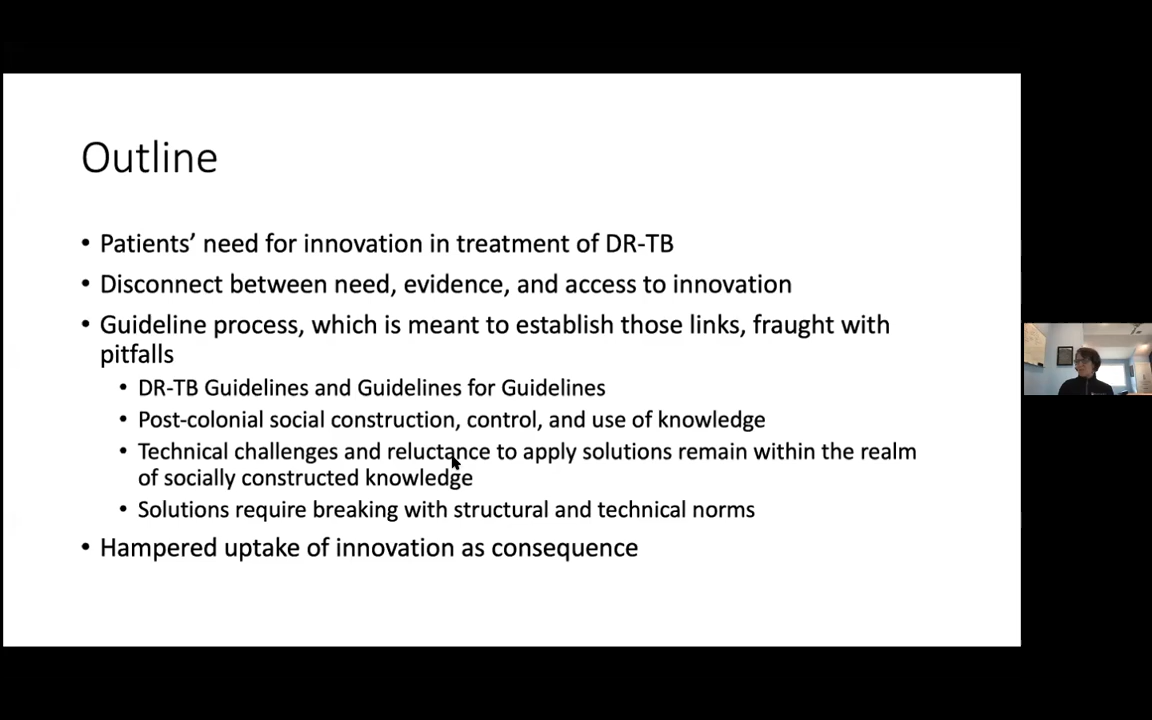 Outline
• Patients’ need for innovation in treatment of DR-TB
• Disconnect between need, evidence, and access to innovation
• Guideline process, which is meant to establish those links, fraught with
pitfalls
• DR-TB Guidelines and Guidelines for Guidelines
• Post-colonial social construction, control, and use of knowledge
• Technical challenges and reluctance to apply solutions remain within the realm
of socially constructed knowledge
• Solutions require breaking with structural and technical norms
• Hampered uptake of innovation as consequence